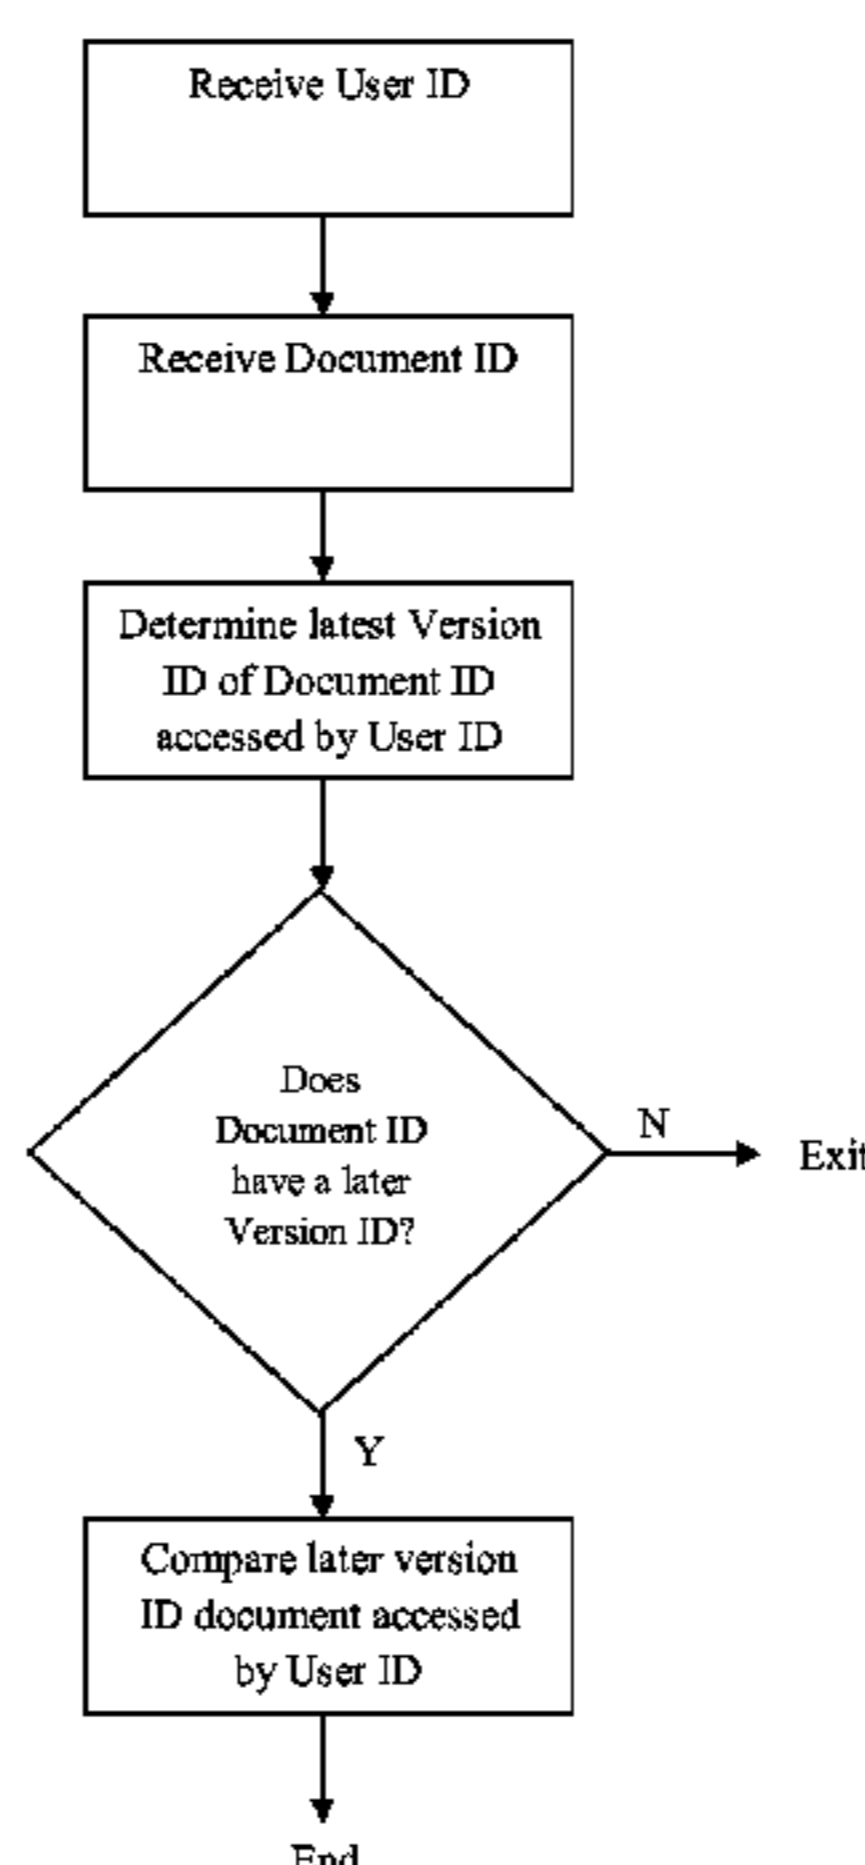 Receive User ID
Receive Document ID
Determine latest Version
ID of Document ID
accessed by User ID
Does
Document ID
have a later
Version ID?
N
Exit
Y
Compare later version
ID document accessed
by User ID
End